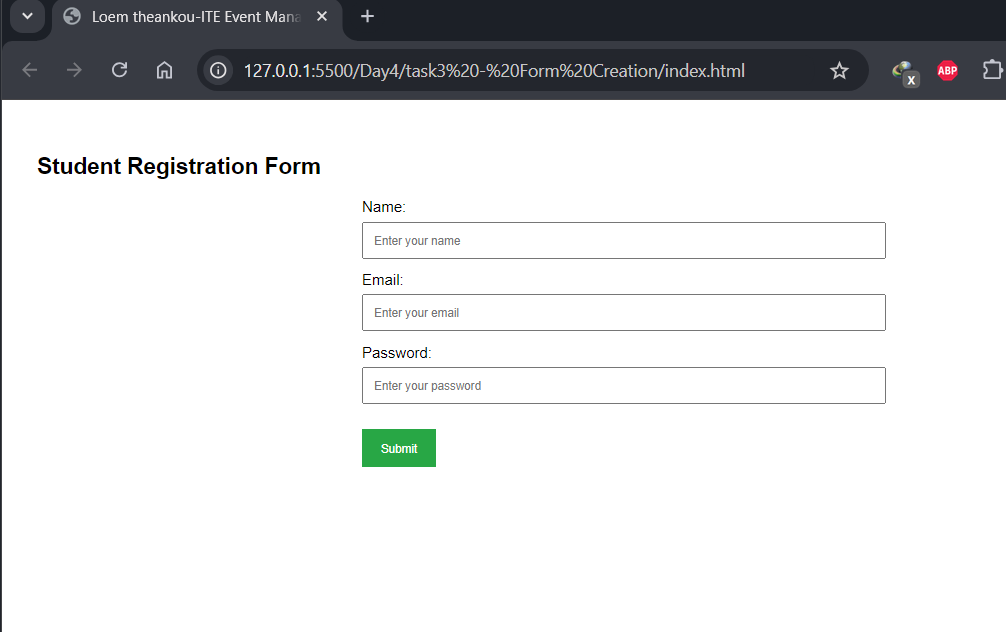 Loem theankou-ITE Event Mana
127.0.0.1:5500/Day4/task3%20-%20Form%20Creation/index.html
X
ABP
Student Registration Form
Name:
Enter your name
Email:
Enter your email
Password:
Enter your password
Submit